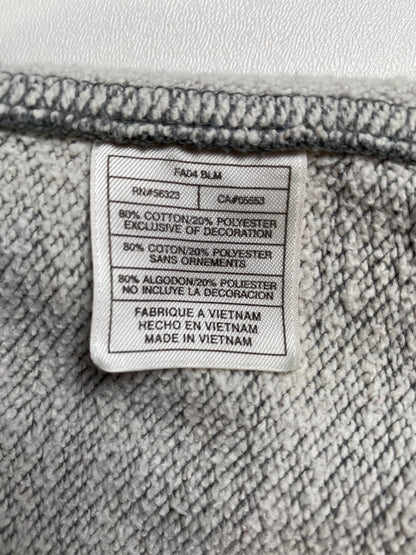 FA04 BLM
RN#56323 CA#05553
80% COTTON/20% POLYESTER
EXCLUSIVE OF DECORATION
80% COTON/20% POLYESTER
SANS ORNEMENTS
80% ALGODON/20% POLIESTER
NO INCLUYE LA DECORACION
FABRIQUE A VIETNAM
HECHO EN VIETNAM
MADE IN VIETNAM